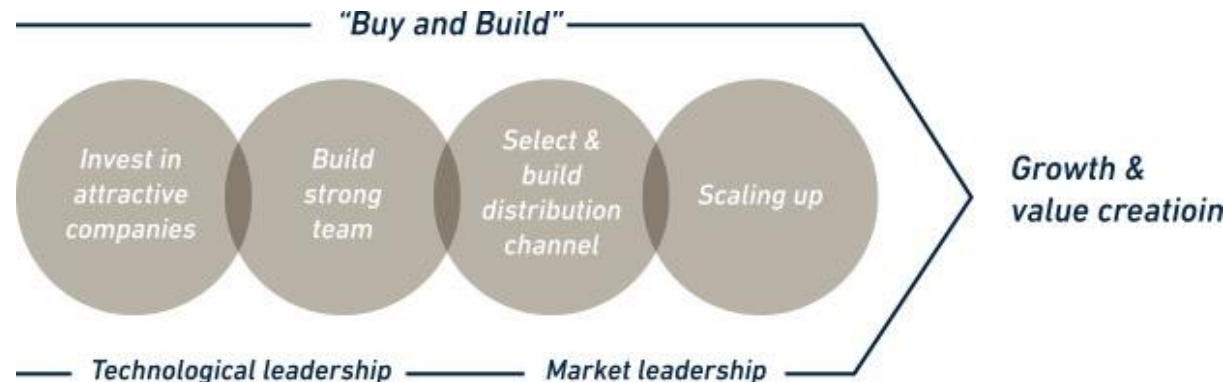 “Buy and Build”
Invest in
attractive
companies
Build
strong
team
Select &
build
distribution
channel
Scaling up
Growth &
value creatioin
Technological leadership
Market leadership